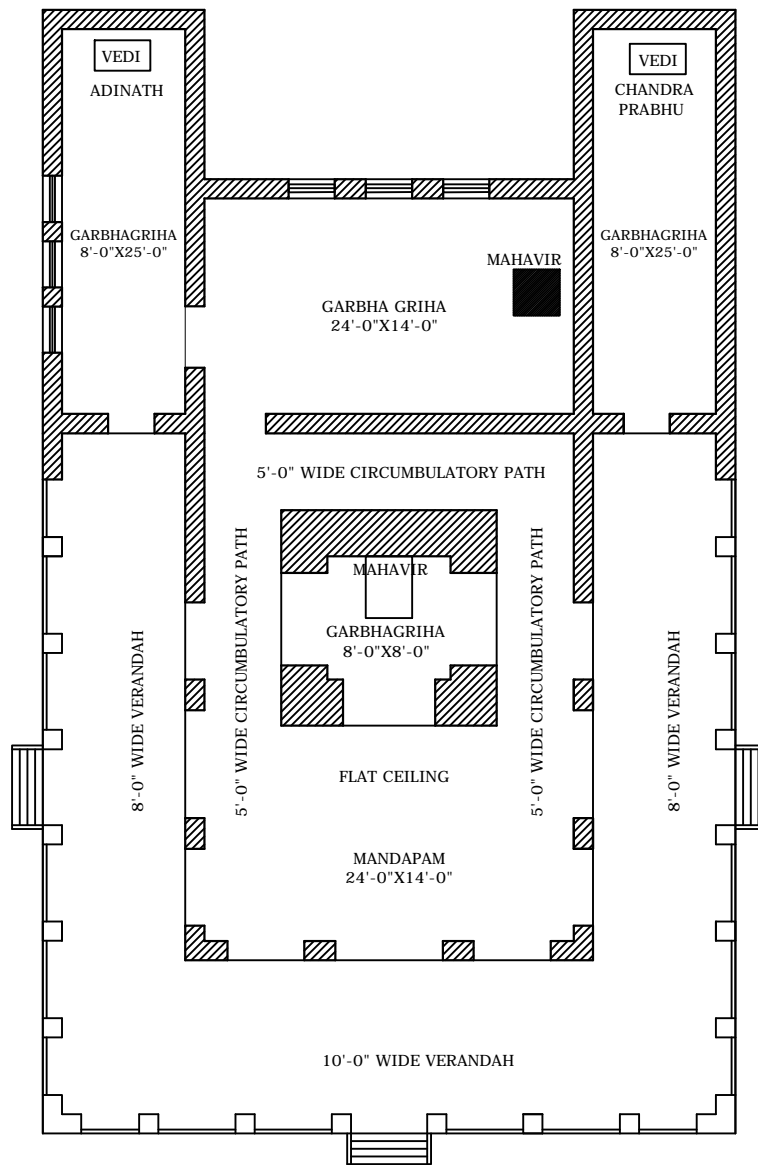 VEDI
ADINATH
VEDI
CHANDRA
PRABHU
GARBHAGRIHA
8'-0"X25'-0"
GARBHAGRIHA
8'-0"X25'-0"
MAHAVIR
GARBHA GRIHA
24'-0"X14'-0"
5'-0" WIDE CIRCUMBULATORY PATH
MAHAVIR
GARBHAGRIHA
8'-0"X8'-0"
5'-0" WIDE CIRCUMBULATORY PATH
5'-0" WIDE CIRCUMBULATORY PATH
8'-0" WIDE VERANDAH
8'-0" WIDE VERANDAH
FLAT CEILING
MANDAPAM
24'-0"X14'-0"
10'-0" WIDE VERANDAH